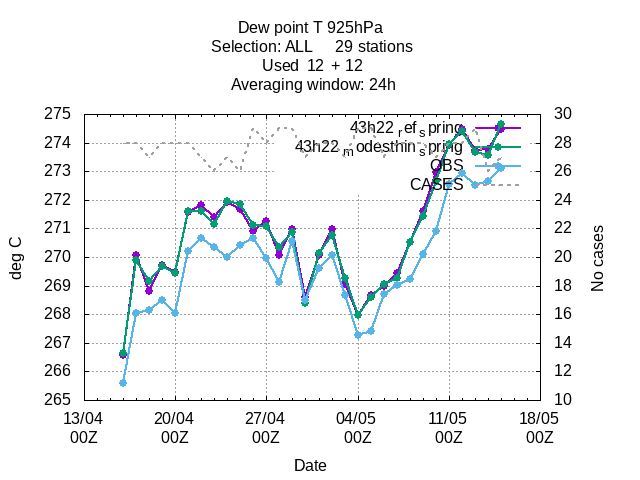 Dew point T 925hPa
Selection: ALL 29 stations
Used 12 + 12
Averaging window: 24h
275 30
43h22_ref_spring
274 28
43h22_modesthin_spring
273 OBS 26
CASES
272 24
271 22
270 20
269 18
268 16
267 14
266 12
265 10
deg C
No cases
13/04 20/04 27/04 04/05 11/05 18/05
00Z 00Z 00Z 00Z 00Z 00Z
Date